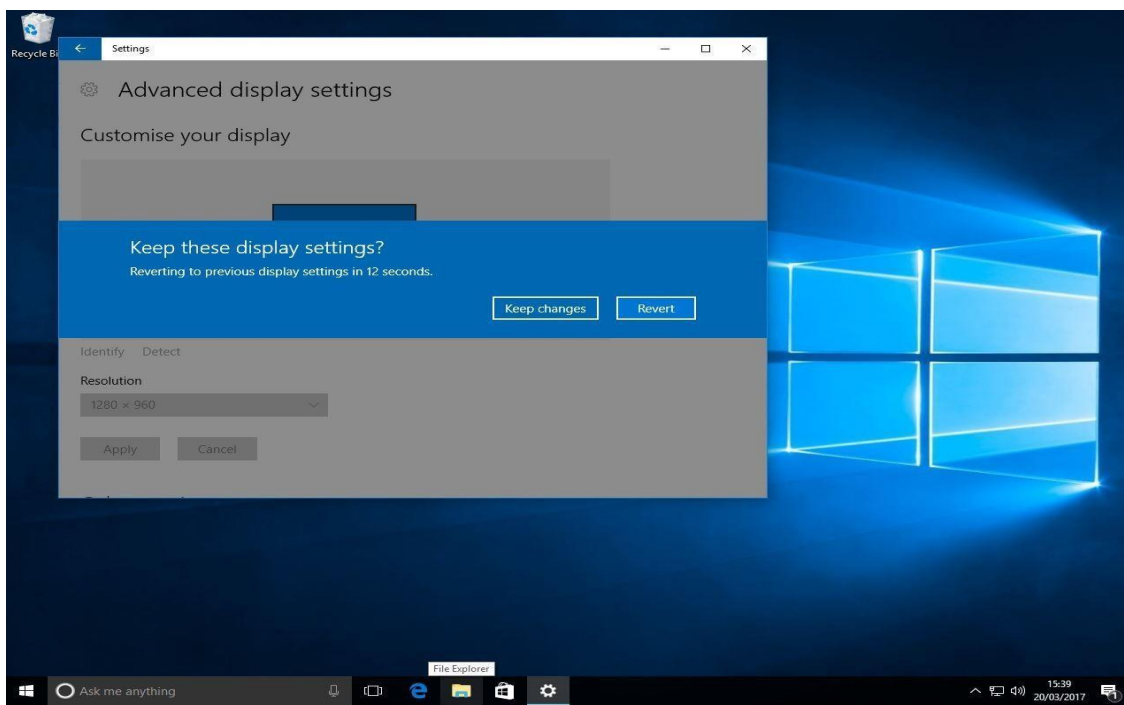 Recycle Bi
Settings
Advanced display settings
Customise your display
Keep these display settings?
Reverting to previous display settings in 12 seconds.
Keep changes Revert
Identify Detect
Resolution
1280 × 960
Apply Cancel
File Explorer
Ask me anything
15:39
20/03/2017
1